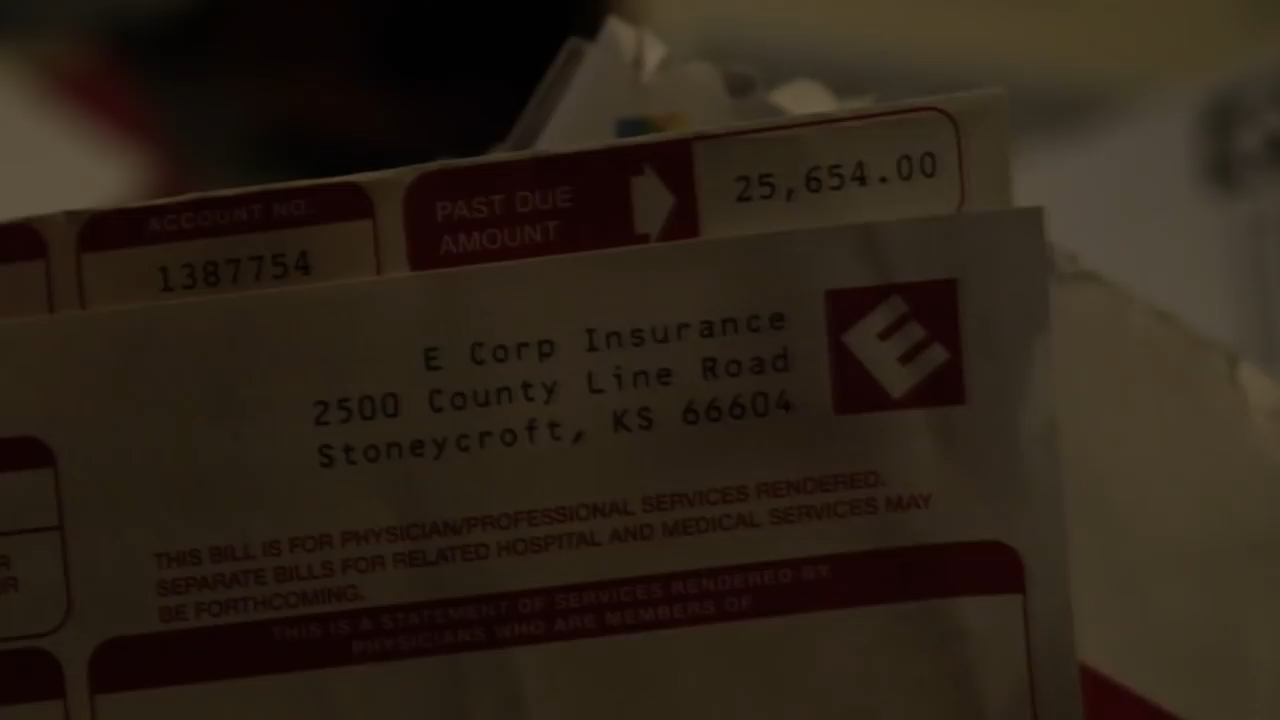 ACCOUNT NO.
1387754
PAST DUE
AMOUNT
25,654.00
E Corp Insurance
2500 County Line Road
Stoneycroft, KS 66604
E
THIS BILL IS FOR PHYSICIAN/PROFESSIONAL SERVICES RENDERED.
SEPARATE BILLS FOR RELATED HOSPITAL AND MEDICAL SERVICES MAY
BE FORTHCOMING.
THIS IS A STATEMENT OF SERVICES RENDERED BY
PHYSICIANS WHO ARE MEMBERS OF